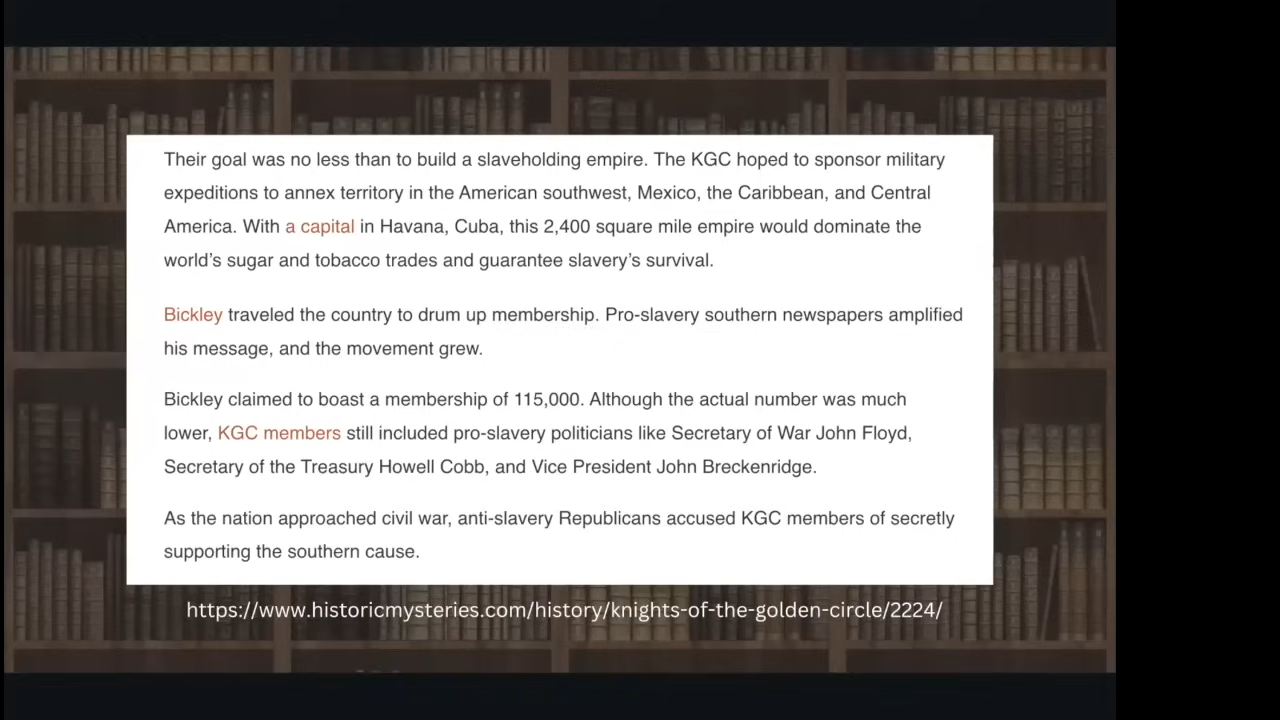 Their goal was no less than to build a slaveholding empire. The KGC hoped to sponsor military
expeditions to annex territory in the American southwest, Mexico, the Caribbean, and Central
America. With a capital in Havana, Cuba, this 2,400 square mile empire would dominate the
world's sugar and tobacco trades and guarantee slavery's survival.
Bickley traveled the country to drum up membership. Pro-slavery southern newspapers amplified
his message, and the movement grew.
Bickley claimed to boast a membership of 115,000. Although the actual number was much
lower, KGC members still included pro-slavery politicians like Secretary of War John Floyd,
Secretary of the Treasury Howell Cobb, and Vice President John Breckenridge.
As the nation approached civil war, anti-slavery Republicans accused KGC members of secretly
supporting the southern cause.
https://www.historicmysteries.com/history/knights-of-the-golden-circle/2224/